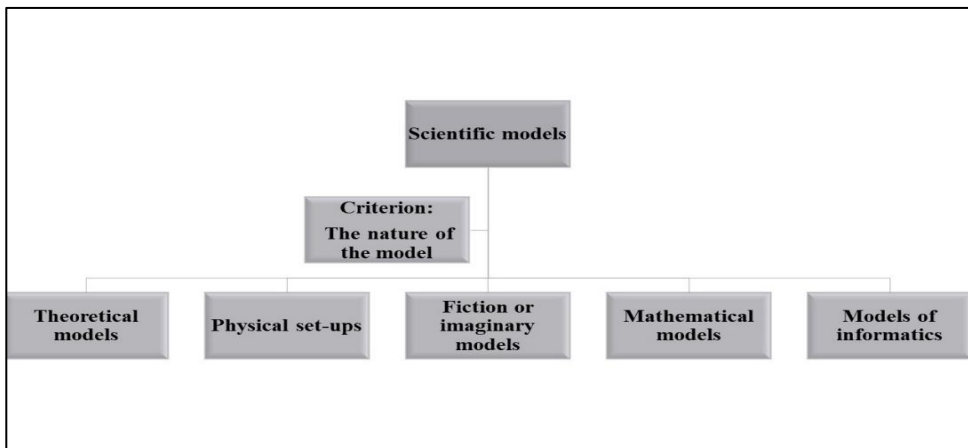 Scientific models
Criterion:
The nature of
the model
Theoretical
models
Physical set-ups
Fiction or
imaginary
models
Mathematical
models
Models of
informatics